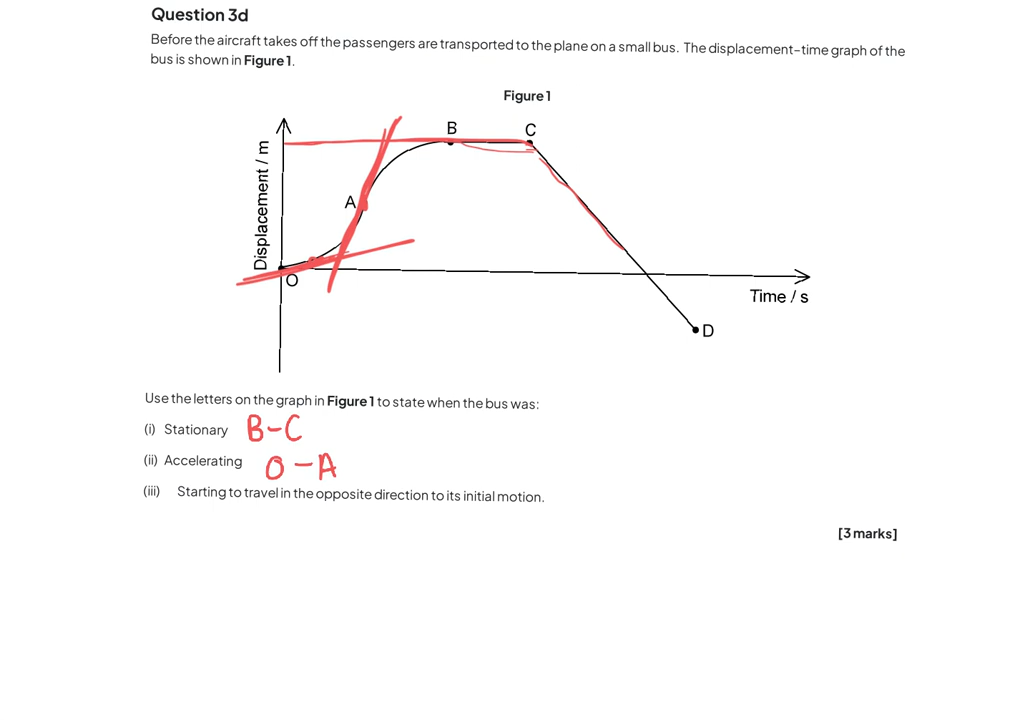 Question 3d
Before the aircraft takes off the passengers are transported to the plane on a small bus. The displacement-time graph of the
bus is shown in Figure 1.
Figure 1
B
C
Displacement / m
A
O
Time / s
D
Use the letters on the graph in Figure 1 to state when the bus was:
(i) Stationary B-C
(ii) Accelerating O-A
(iii) Starting to travel in the opposite direction to its initial motion.
[3 marks]